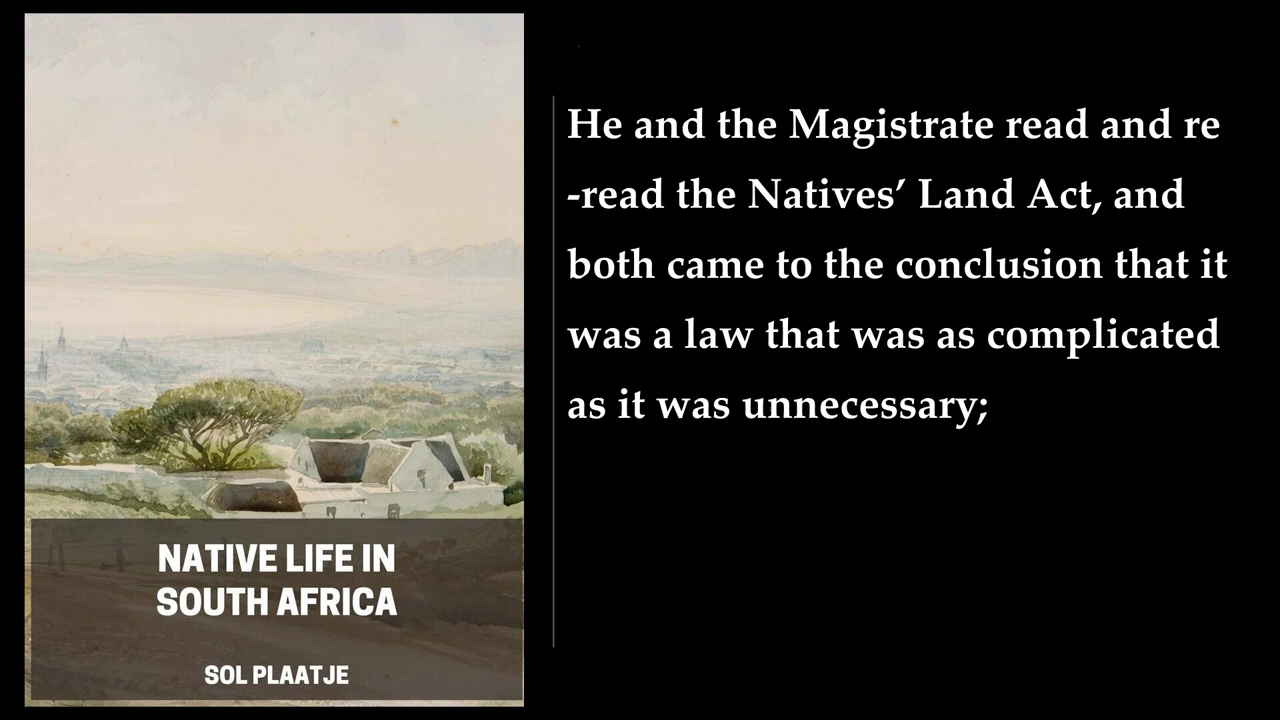 NATIVE LIFE IN
SOUTH AFRICA
SOL PLAATJE
He and the Magistrate read and re
-read the Natives’ Land Act, and
both came to the conclusion that it
was a law that was as complicated
as it was unnecessary;